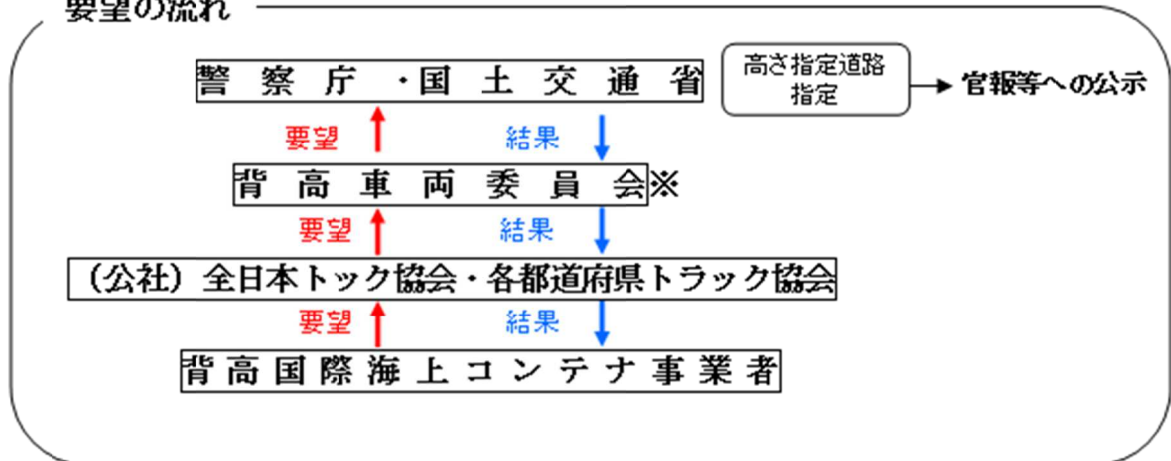 要望の流れ
警察庁・国土交通省
高さ指定道路
指定
官報等への公示
要望
結果
背高車両委員会※
要望
結果
（公社）全日本トック協会・各都道府県トラック協会
要望
結果
背高国際海上コンテナ事業者